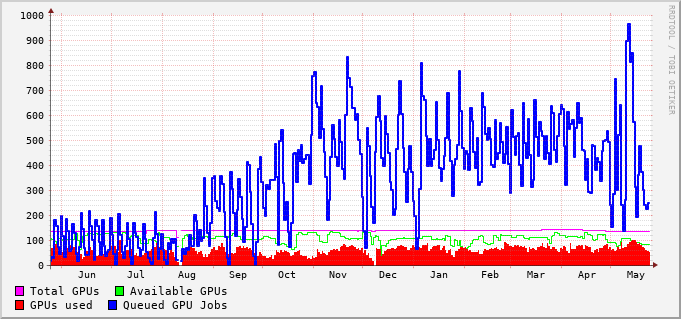 1000
900
800
700
600
500
400
300
200
100
0
Jun Jul Aug Sep Oct Nov Dec Jan Feb Mar Apr May
Total GPUs Available GPUs
GPUs used Queued GPU Jobs
RRDTOOL / TOBI OETIKER